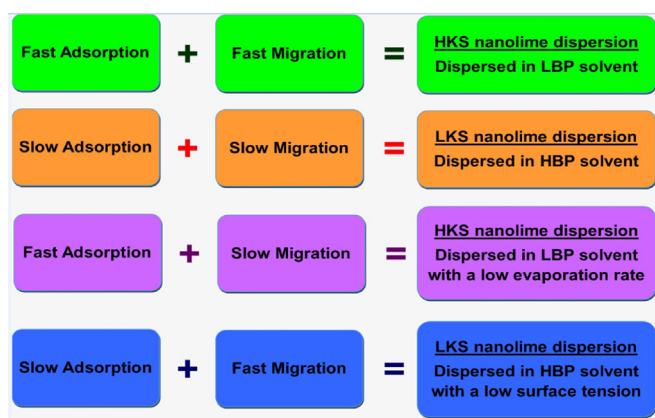 Fast Adsorption + Fast Migration = HKS nanolime dispersion
Dispersed in LBP solvent
Slow Adsorption + Slow Migration = LKS nanolime dispersion
Dispersed in HBP solvent
Fast Adsorption + Slow Migration = HKS nanolime dispersion
Dispersed in LBP solvent
with a low evaporation rate
Slow Adsorption + Fast Migration = LKS nanolime dispersion
Dispersed in HBP solvent
with a low surface tension